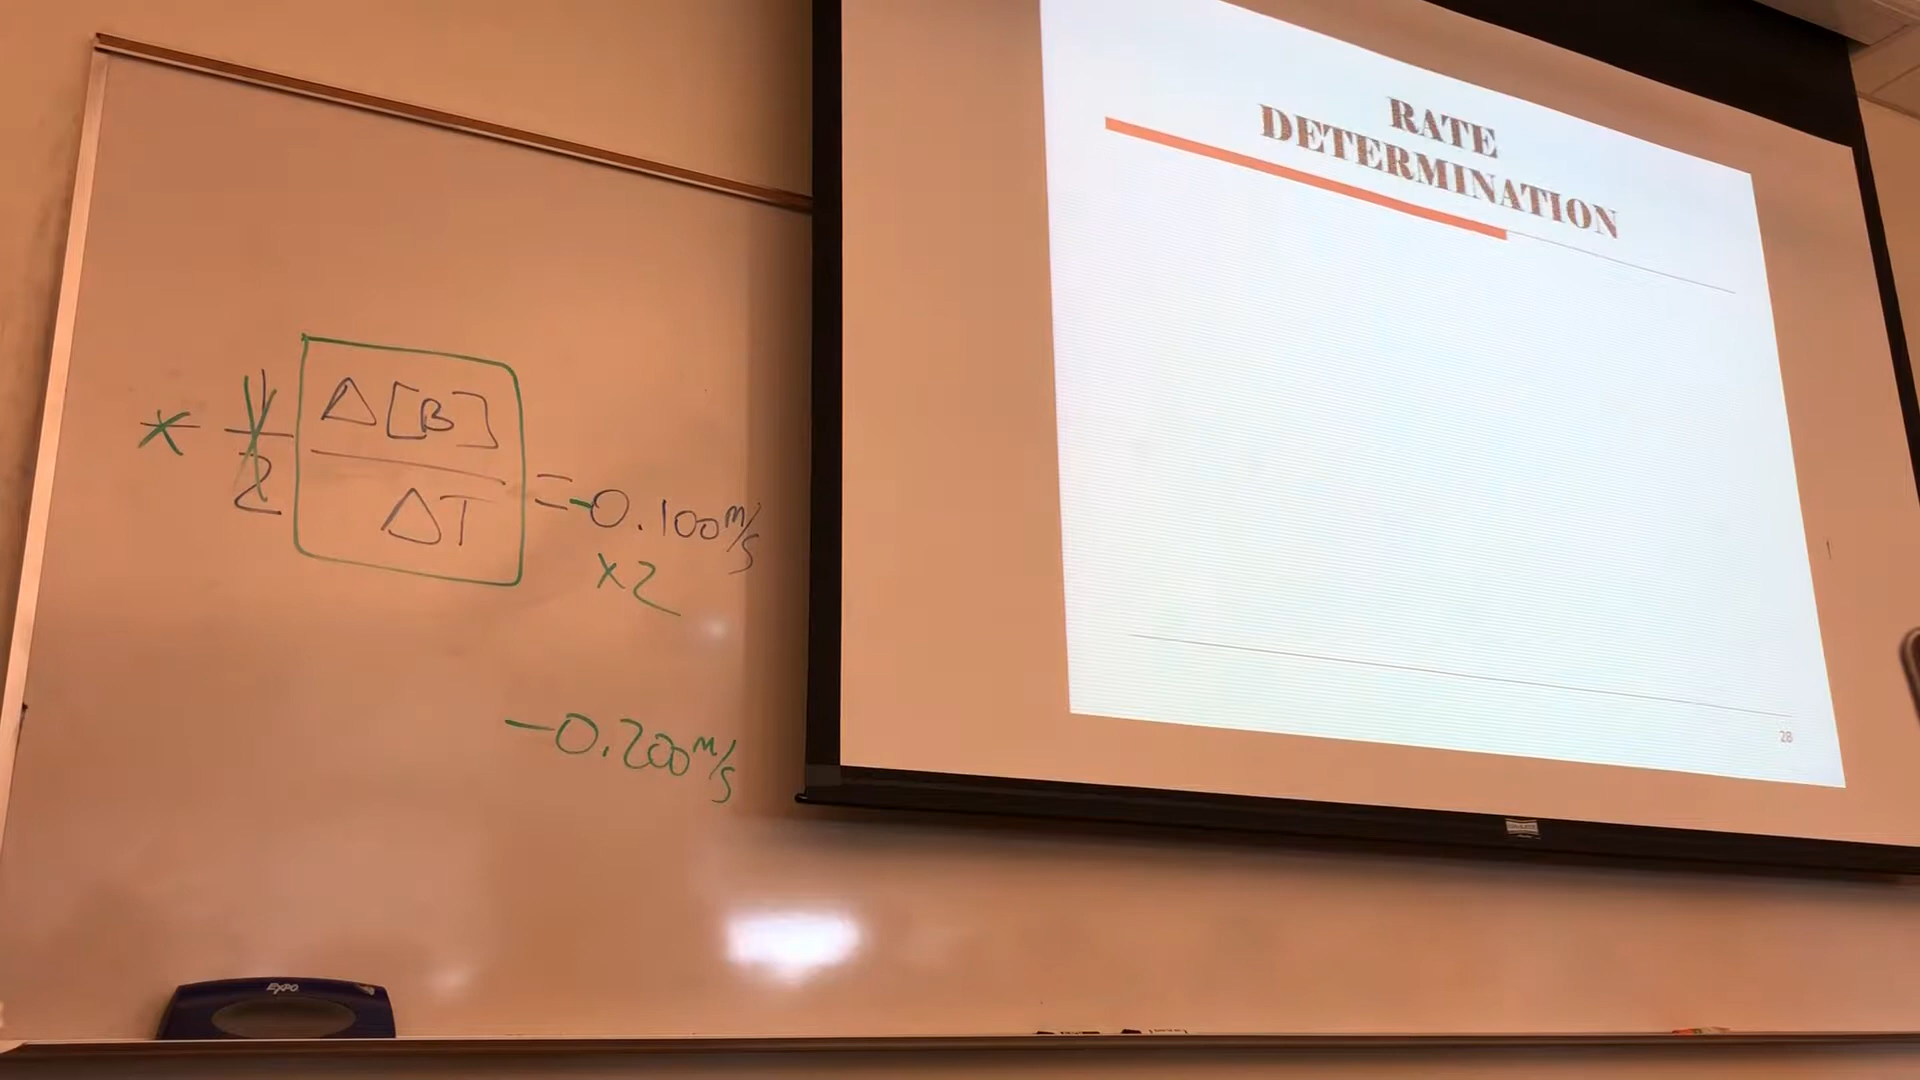 - 1/2 Δ[B]/ΔT = -0.100 M/s
x2
-0.200 M/s
EXPO
RATE
DETERMINATION
28